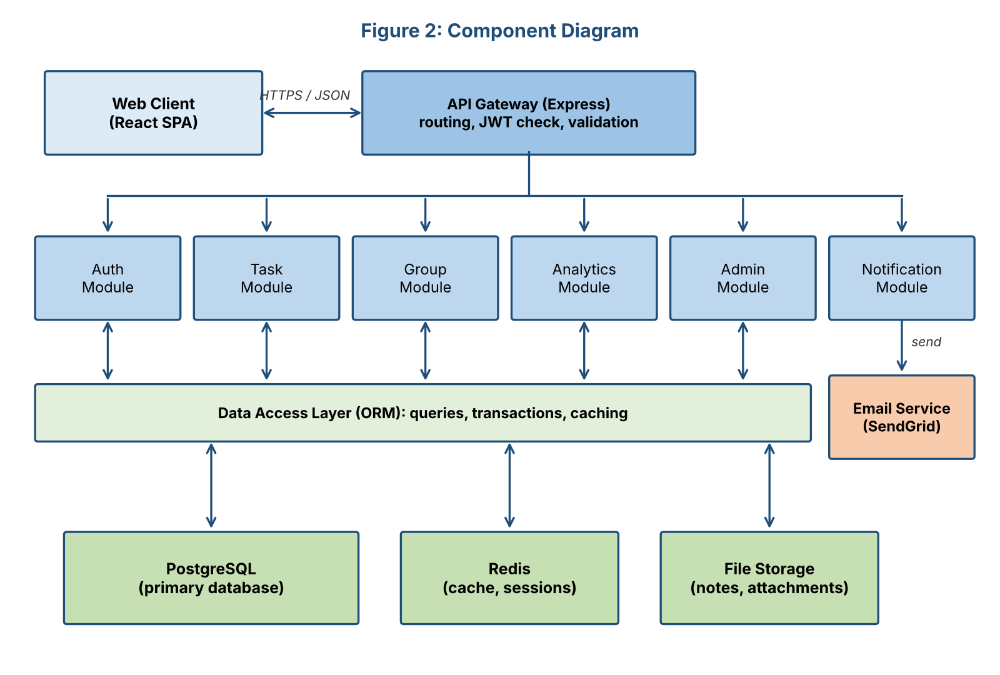 Figure 2: Component Diagram
Web Client
(React SPA)
HTTPS / JSON
API Gateway (Express)
routing, JWT check, validation
Auth
Module
Task
Module
Group
Module
Analytics
Module
Admin
Module
Notification
Module
send
Data Access Layer (ORM): queries, transactions, caching
Email Service
(SendGrid)
PostgreSQL
(primary database)
Redis
(cache, sessions)
File Storage
(notes, attachments)